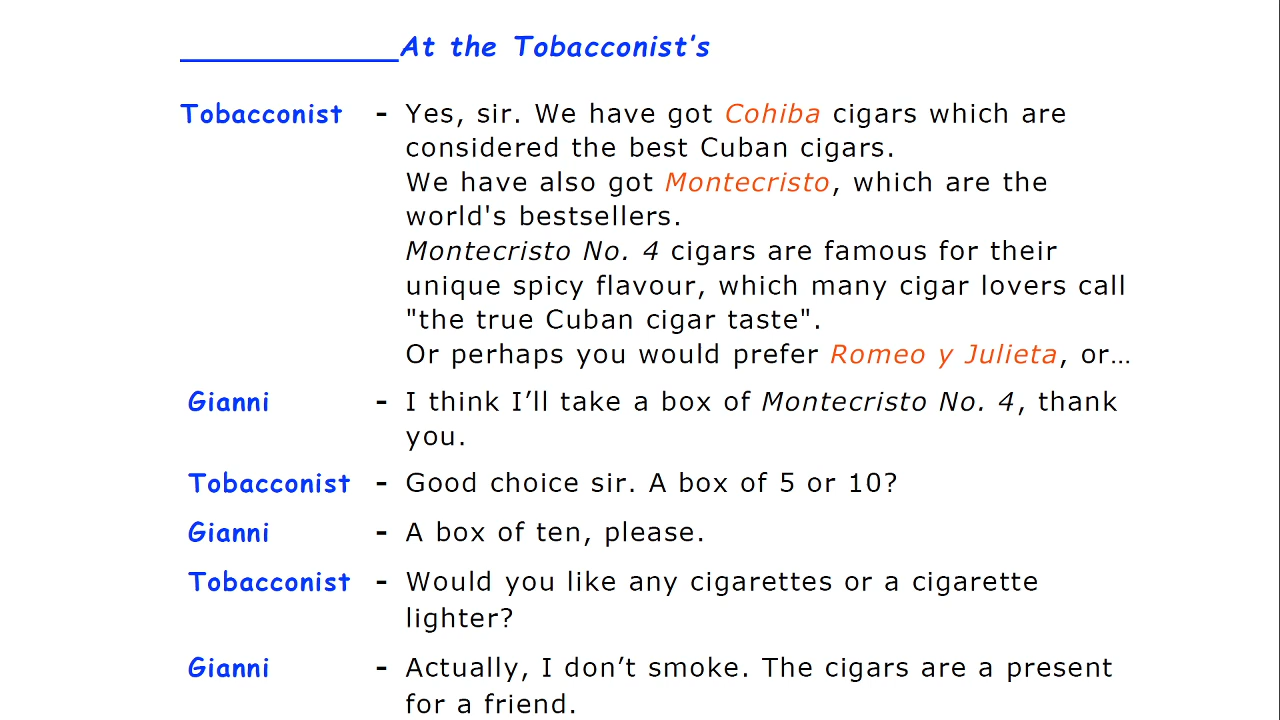 ____________At the Tobacconist's
Tobacconist - Yes, sir. We have got Cohiba cigars which are
considered the best Cuban cigars.
We have also got Montecristo, which are the
world's bestsellers.
Montecristo No. 4 cigars are famous for their
unique spicy flavour, which many cigar lovers call
"the true Cuban cigar taste".
Or perhaps you would prefer Romeo y Julieta, or…
Gianni - I think I’ll take a box of Montecristo No. 4, thank
you.
Tobacconist - Good choice sir. A box of 5 or 10?
Gianni - A box of ten, please.
Tobacconist - Would you like any cigarettes or a cigarette
lighter?
Gianni - Actually, I don’t smoke. The cigars are a present
for a friend.